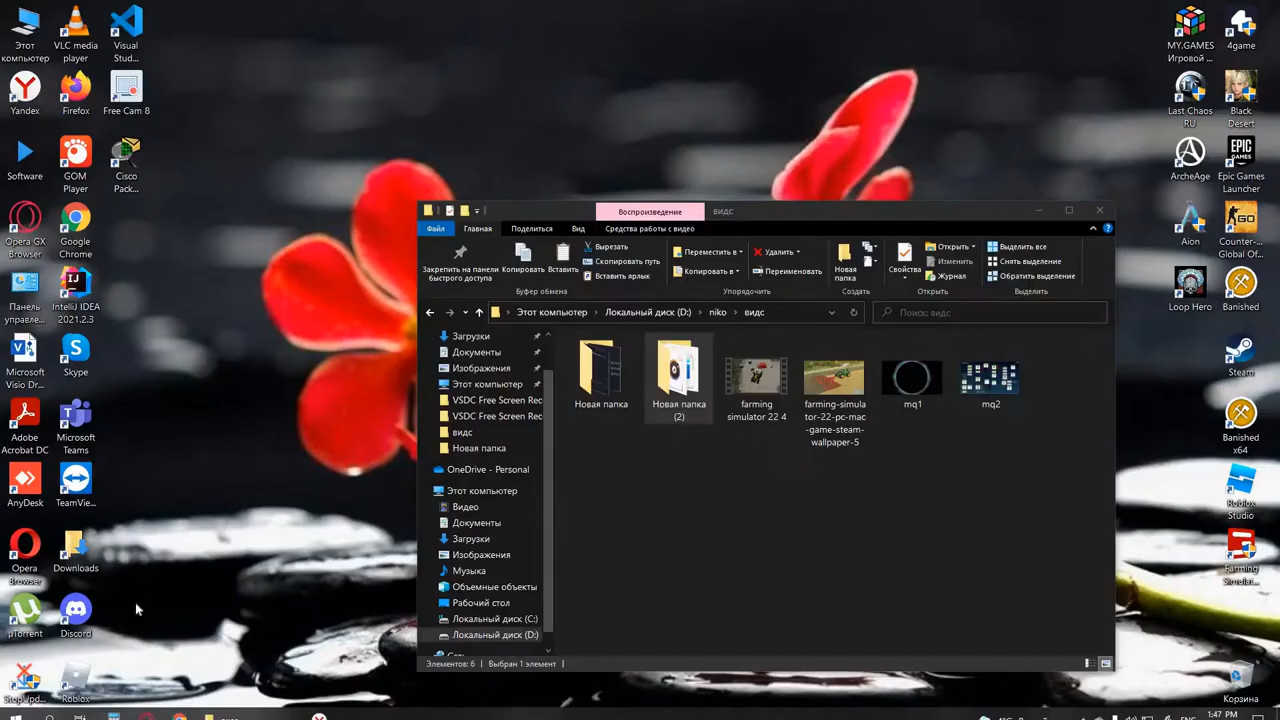 Этот
компьютер
VLC media
player
Visual
Stud...
Yandex
Firefox
Free Cam 8
Software
GOM
Player
Cisco
Pack...
Opera GX
Browser
Google
Chrome
Панель
управле...
IntelliJ IDEA
2021.2.3
Microsoft
Visio Dr...
Skype
Adobe
Acrobat DC
Microsoft
Teams
AnyDesk
TeamVie...
Opera
Browser
Downloads
µTorrent
Discord
StopUpd...
Roblox
Воспроизведение
видс
Файл
Главная
Поделиться
Вид
Средства работы с видео
Закрепить на панели
быстрого доступа
Копировать
Вставить
Вырезать
Скопировать путь
Вставить ярлык
Буфер обмена
Переместить в
Копировать в
Удалить
Переименовать
Упорядочить
Новая
папка
Создать
Свойства
Открыть
Изменить
Журнал
Открыть
Выделить все
Снять выделение
Обратить выделение
Выделить
Этот компьютер
Локальный диск (D:)
niko
видс
Поиск: видс
Загрузки
Документы
Изображения
Этот компьютер
VSDC Free Screen Rec
VSDC Free Screen Rec
видс
Новая папка
OneDrive - Personal
Этот компьютер
Видео
Документы
Загрузки
Изображения
Музыка
Объемные объекты
Рабочий стол
Локальный диск (C:)
Локальный диск (D:)
Новая папка
Новая папка
(2)
farming
simulator 22 4
farming-simula
tor-22-pc-mac
-game-steam-
wallpaper-5
mq1
mq2
Элементов: 6
Выбран 1 элемент
MY.GAMES
Игровой ...
4game
Last Chaos
RU
Black
Desert
ArcheAge
EPIC
GAMES
Epic Games
Launcher
Aion
GO
Counter-...
Global Of...
Loop Hero
Banished
Steam
Banished
x64
Roblox
Studio
Farming
Simulat...
Корзина
1:47 PM